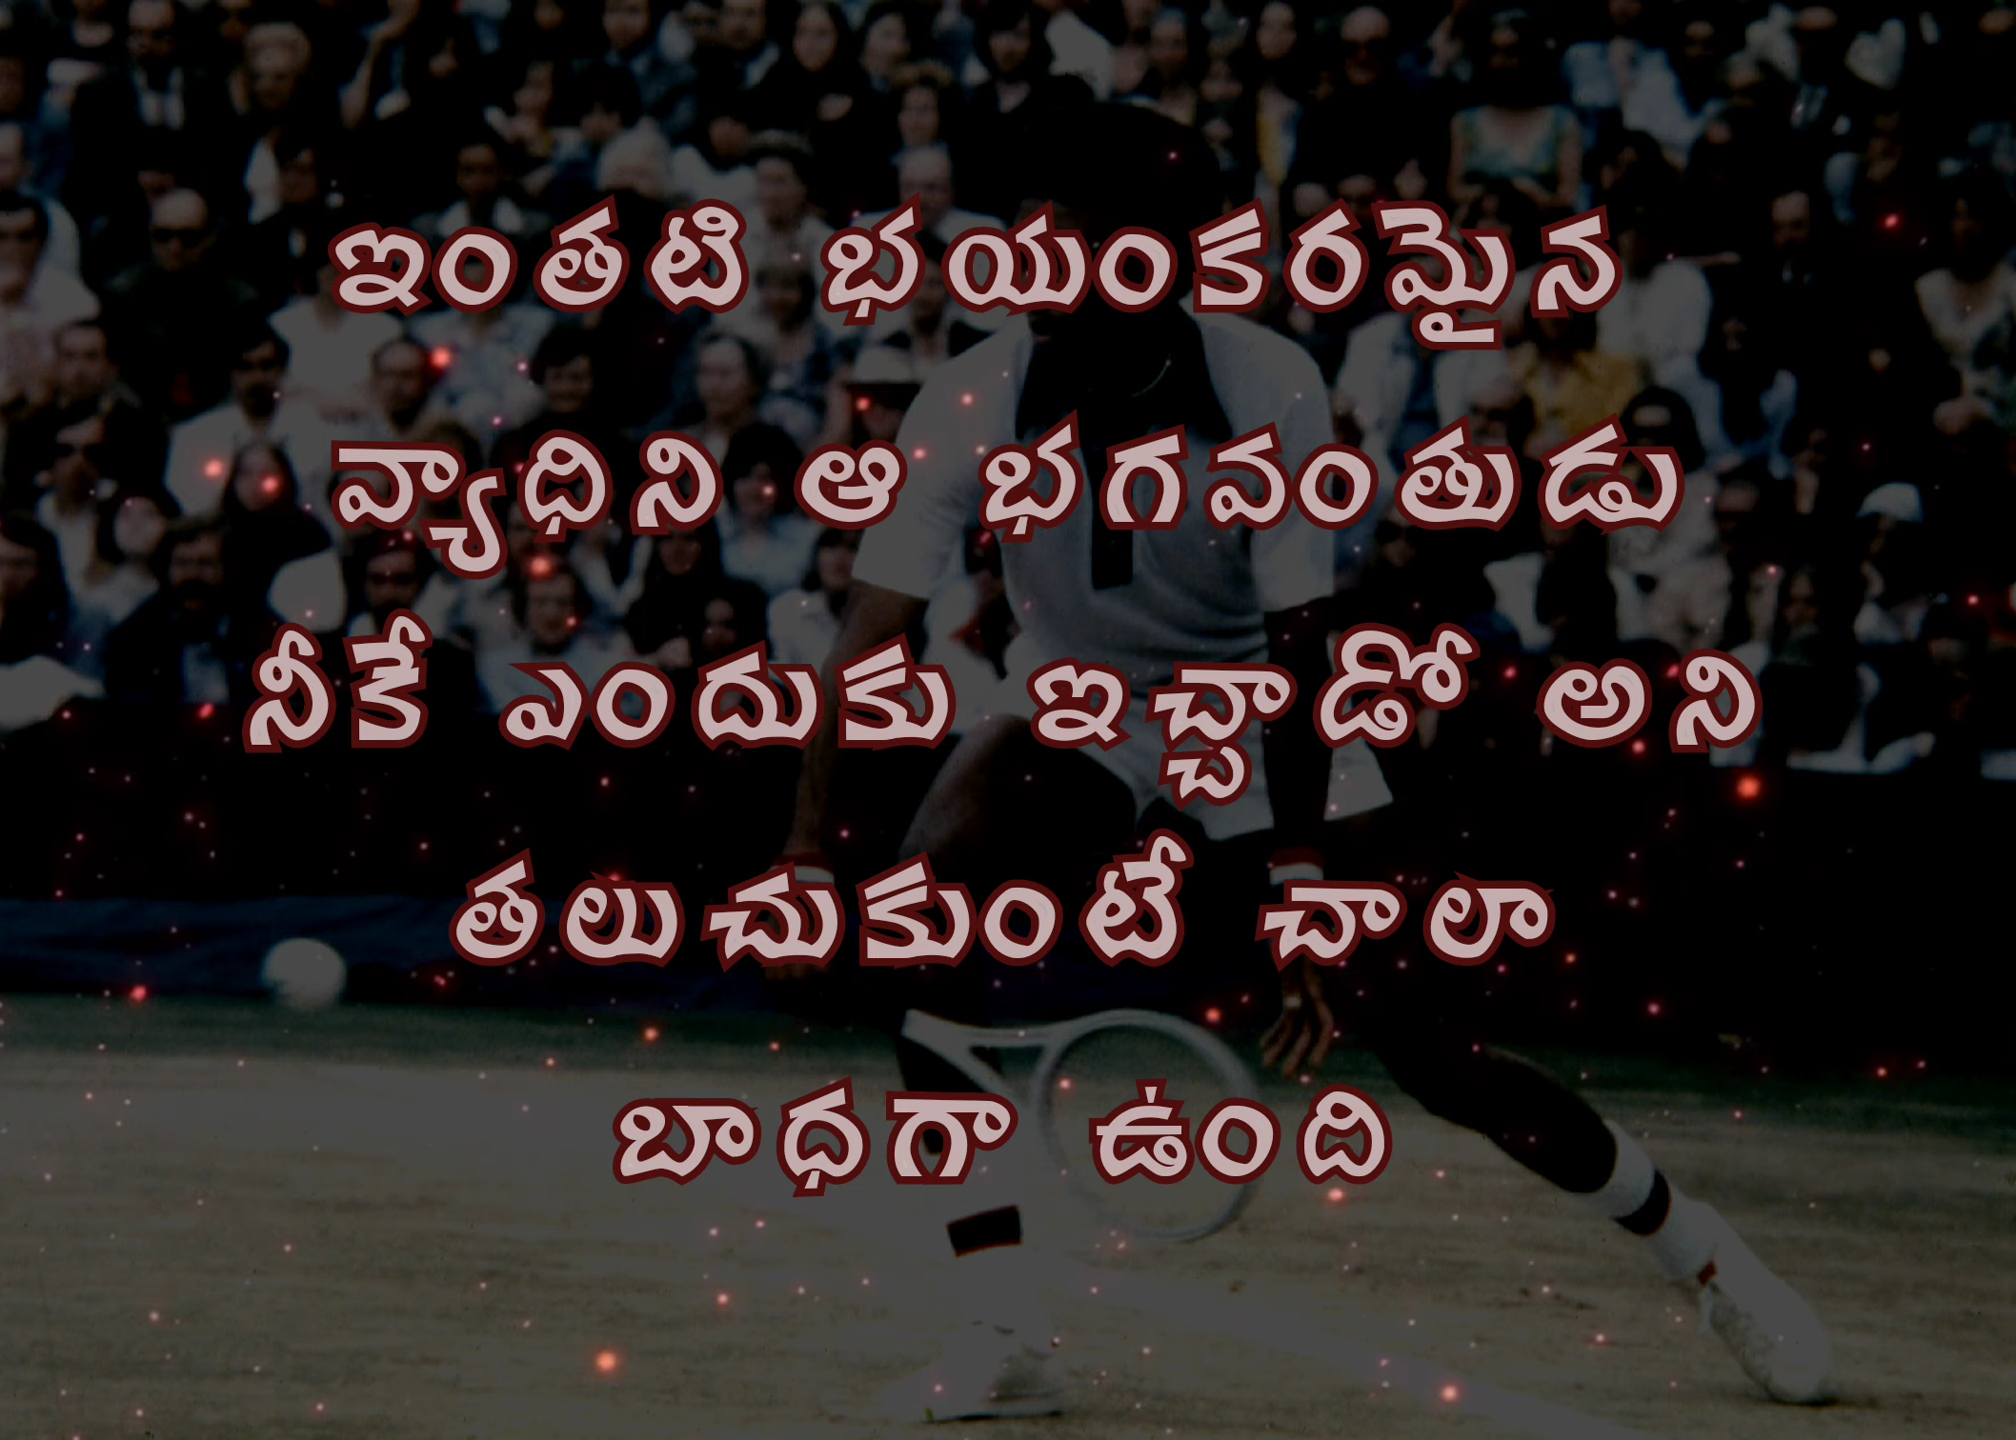 ఇంతటి భయంకరమైన
వ్యాధిని ఆ భగవంతుడు
నీకే ఎందుకు ఇచ్చాడో అని
తలుచుకుంటే చాలా
బాధగా ఉంది